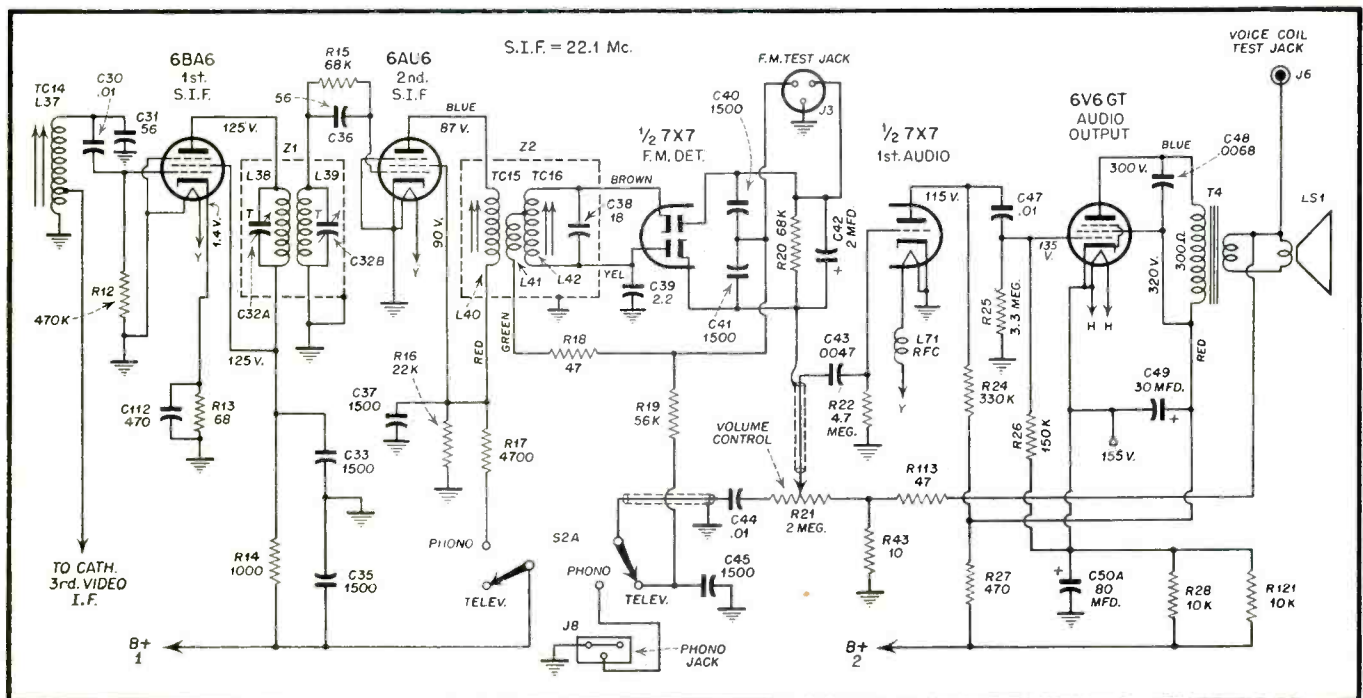 S.I.F. = 22.1 Mc.
VOICE COIL
TEST JACK
J6
TC14
L37
C30
.01
C31
56
6BA6
1st.
S.I.F.
125 V.
1.4 V.
Y
R12
470K
C112
470
R13
68
TO CATH.
3rd. VIDEO
I.F.
Z1
L38
L39
T
T
C32A
C32B
125 V.
R14
1000
C33
1500
C35
1500
B+
1
R15
68K
56
C36
6AU6
2nd.
S.I.F
BLUE
87 V.
90 V.
Y
C37
1500
R16
22K
R17
4700
PHONO
TELEV.
S2A
Z2
TC15
TC16
L40
L41
L42
RED
GREEN
BROWN
YEL
C38
18
C39
2.2
R18
47
R19
56K
1/2 7X7
F.M. DET.
F.M. TEST JACK
J3
C40
1500
C41
1500
R20 68K
C42
2 MFD
+
VOLUME
CONTROL
C43
.0047
R22
4.7
MEG.
C44
.01
R21
2 MEG.
R43
10
R113
47
PHONO
TELEV.
C45
1500
J8
PHONO
JACK
1/2 7X7
1st. AUDIO
115 V.
L71
RFC
Y
R24
330K
C47
.01
R25
3.3 MEG.
R26
150K
R27
470
B+
2
6V6 GT
AUDIO
OUTPUT
135
V.
300 V.
BLUE
C48
.0068
320 V.
300Ω
T4
LS1
H
H
RED
C49
30 MFD.
+
155 V.
+
C50A
80
MFD.
R28
10K
R121
10K